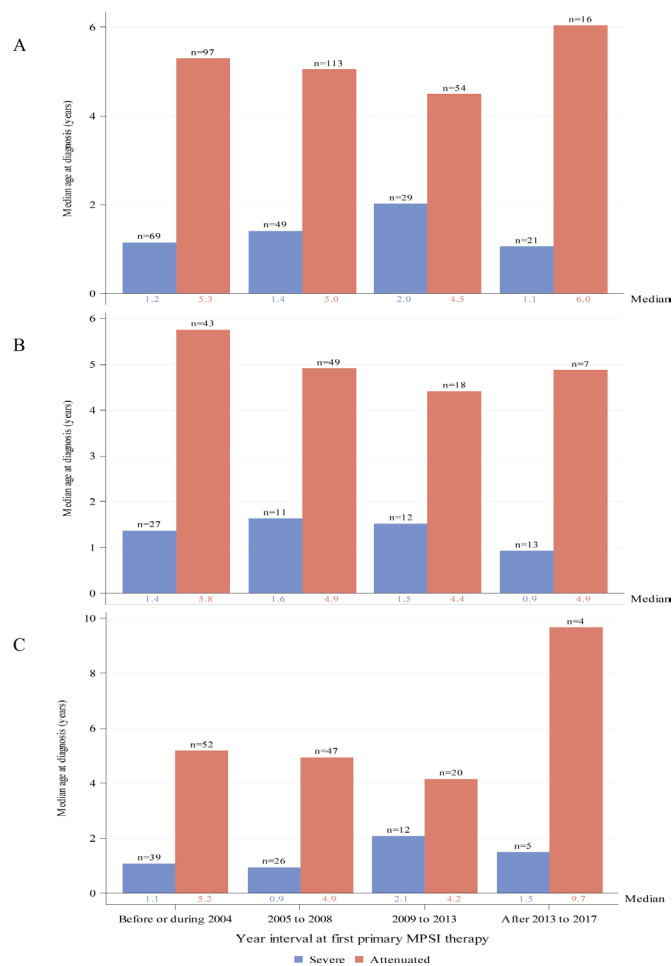 A
Median age at diagnosis (years)
6
4
2
0
n=69
n=97
n=49
n=113
n=29
n=54
n=21
n=16
1.2 5.3 1.4 5.0 2.0 4.5 1.1 6.0 Median
B
Median age at diagnosis (years)
6
5
4
3
2
1
0
n=27
n=43
n=11
n=49
n=12
n=18
n=13
n=7
1.4 5.8 1.6 4.9 1.5 4.4 0.9 4.9 Median
C
Median age at diagnosis (years)
10
8
6
4
2
0
n=39
n=52
n=26
n=47
n=12
n=20
n=5
n=4
1.1 5.2 0.9 4.9 2.1 4.2 1.5 9.7 Median
Before or during 2004 2005 to 2008 2009 to 2013 After 2013 to 2017
Year interval at first primary MPSI therapy
Severe Attenuated